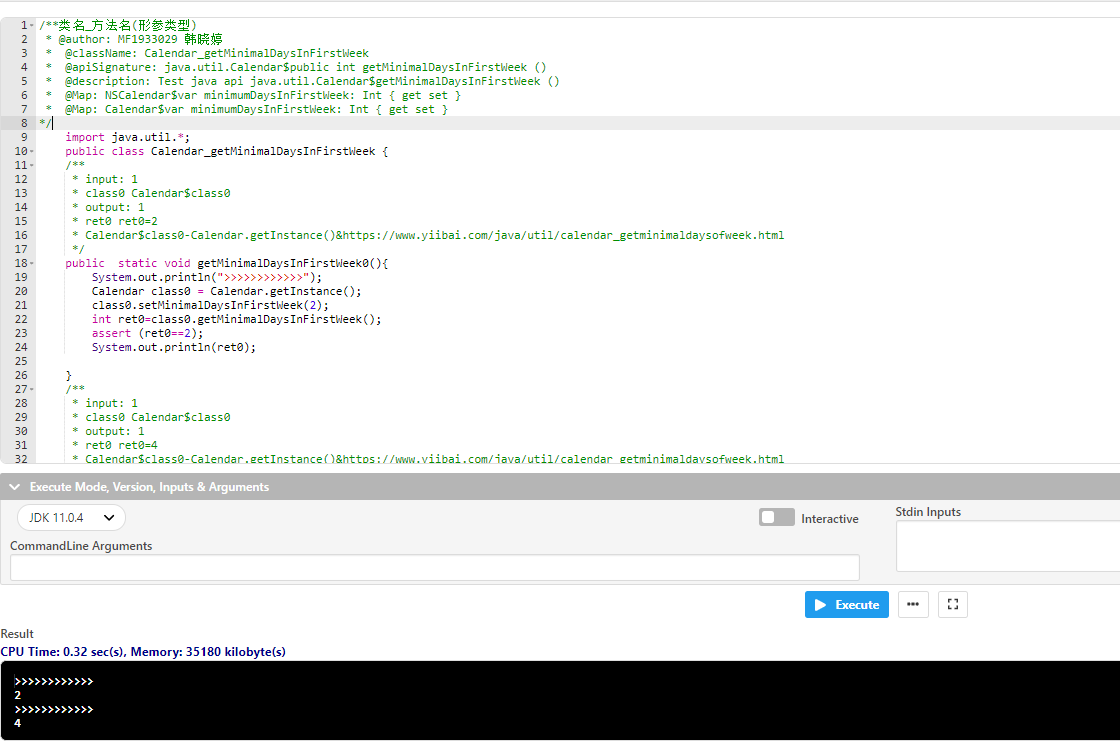 1 /**类名_方法名(形参类型)
2 * @author: MF1933029 韩晓婷
3 * @className: Calendar_getMinimalDaysInFirstWeek
4 * @apiSignature: java.util.Calendar$public int getMinimalDaysInFirstWeek ()
5 * @description: Test java api java.util.Calendar$getMinimalDaysInFirstWeek ()
6 * @Map: NSCalendar$var minimumDaysInFirstWeek: Int { get set }
7 * @Map: Calendar$var minimumDaysInFirstWeek: Int { get set }
8 */
9 import java.util.*;
10 public class Calendar_getMinimalDaysInFirstWeek {
11 /**
12 * input: 1
13 * class0 Calendar$class0
14 * output: 1
15 * ret0 ret0=2
16 * Calendar$class0-Calendar.getInstance()&https://www.yiibai.com/java/util/calendar_getminimaldaysofweek.html
17 */
18 public  static void getMinimalDaysInFirstWeek0(){
19 System.out.println(">>>>>>>>>>>>");
20 Calendar class0 = Calendar.getInstance();
21 class0.setMinimalDaysInFirstWeek(2);
22 int ret0=class0.getMinimalDaysInFirstWeek();
23 assert (ret0==2);
24 System.out.println(ret0);
25
26 }
27 /**
28 * input: 1
29 * class0 Calendar$class0
30 * output: 1
31 * ret0 ret0=4
32 * Calendar$class0-Calendar.getInstance()&https://www.yiibai.com/java/util/calendar_getminimaldaysofweek.html
Execute Mode, Version, Inputs & Arguments
JDK 11.0.4
Interactive
Stdin Inputs
CommandLine Arguments
Execute
Result
CPU Time: 0.32 sec(s), Memory: 35180 kilobyte(s)
>>>>>>>>>>>>
2
>>>>>>>>>>>>
4